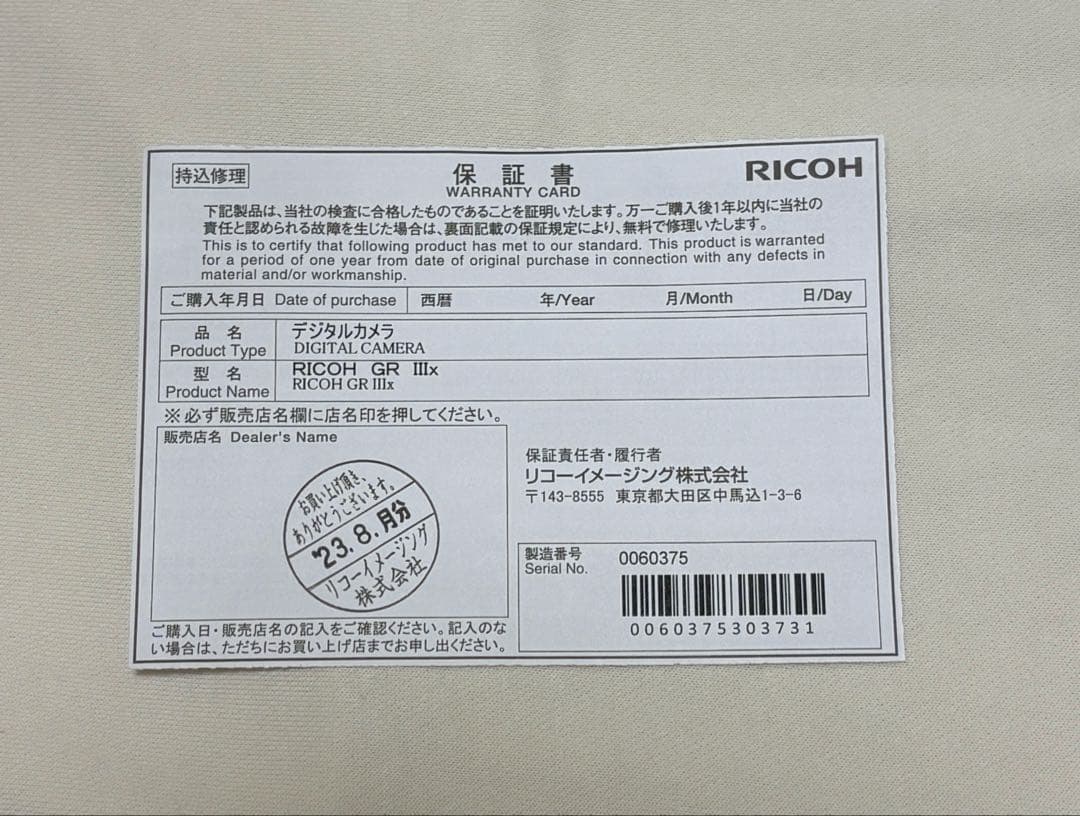 持込修理
保証書
WARRANTY CARD
RICOH
下記製品は、当社の検査に合格したものであることを証明いたします。万一ご購入後1年以内に当社の
責任と認められる故障を生じた場合は、裏面記載の保証規定により、無料で修理いたします。
This is to certify that following product has met to our standard. This product is warranted
for a period of one year from date of original purchase in connection with any defects in
material and/or workmanship.
ご購入年月日 Date of purchase 西暦 年/Year 月/Month 日/Day
品名 デジタルカメラ
Product Type DIGITAL CAMERA
型名 RICOH GR IIIx
Product Name RICOH GR IIIx
※必ず販売店名欄に店名印を押してください。
販売店名 Dealer's Name
お買い上げ頂き、
ありがとうございます。
'23.8.月分
リコーイメージング
株式会社
ご購入日・販売店名の記入をご確認ください。記入のな
い場合は、ただちにお買い上げ店までお申し出ください。
保証責任者・履行者
リコーイメージング株式会社
〒143-8555 東京都大田区中馬込1-3-6
製造番号 0060375
Serial No.
0060375303731